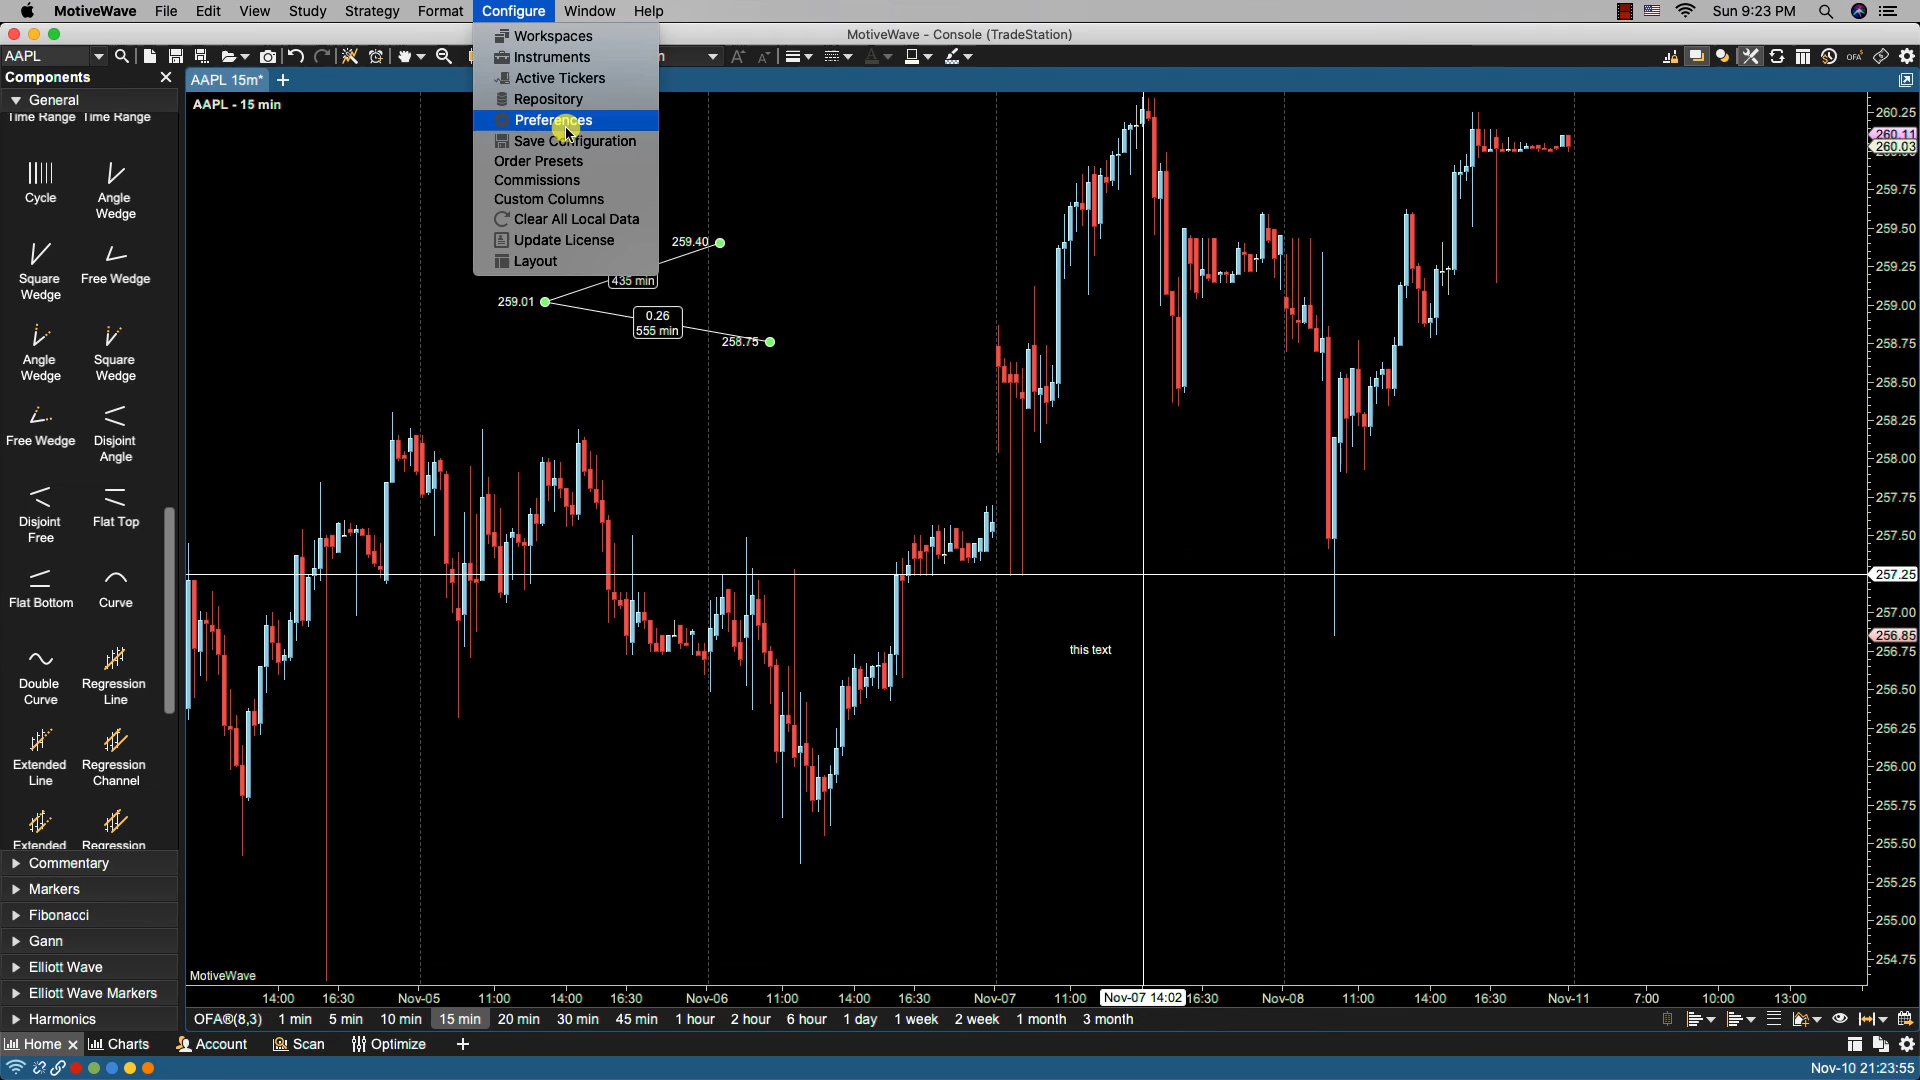 MotiveWave File Edit View Study Strategy Format Configure Window Help
Sun 9:23 PM
MotiveWave - Console (TradeStation)
AAPL
Components
General
Time Range Time Range
Cycle
Angle Wedge
Square Wedge
Free Wedge
Angle Wedge
Square Wedge
Free Wedge
Disjoint Angle
Disjoint Free
Flat Top
Flat Bottom
Curve
Double Curve
Regression Line
Extended Line
Regression Channel
Extended
Regression
Commentary
Markers
Fibonacci
Gann
Elliott Wave
Elliott Wave Markers
Harmonics
Workspaces
Instruments
Active Tickers
Repository
Preferences
Save Configuration
Order Presets
Commissions
Custom Columns
Clear All Local Data
Update License
Layout
AAPL 15m*
AAPL - 15 min
259.40
435 min
259.01
0.26
555 min
258.75
this text
MotiveWave
260.25
260.11
260.03
259.75
259.50
259.25
259.00
258.75
258.50
258.25
258.00
257.75
257.50
257.25
257.00
256.85
256.75
256.50
256.25
256.00
255.75
255.50
255.25
255.00
254.75
14:00 16:30 Nov-05 11:00 14:00 16:30 Nov-06 11:00 14:00 16:30 Nov-07 11:00 Nov-07 14:02 16:30 Nov-08 11:00 14:00 16:30 Nov-11 7:00 10:00 13:00
OFA®(8,3) 1 min 5 min 10 min 15 min 20 min 30 min 45 min 1 hour 2 hour 6 hour 1 day 1 week 2 week 1 month 3 month
Home Charts Account Scan Optimize
Nov-10 21:23:55